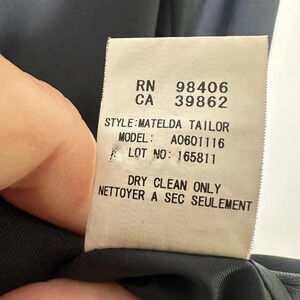 RN 98406
CA 39862
STYLE:MATELDA TAILOR
MODEL: A0601116
LOT NO: 165811
DRY CLEAN ONLY
NETTOYER A SEC SEULEMENT